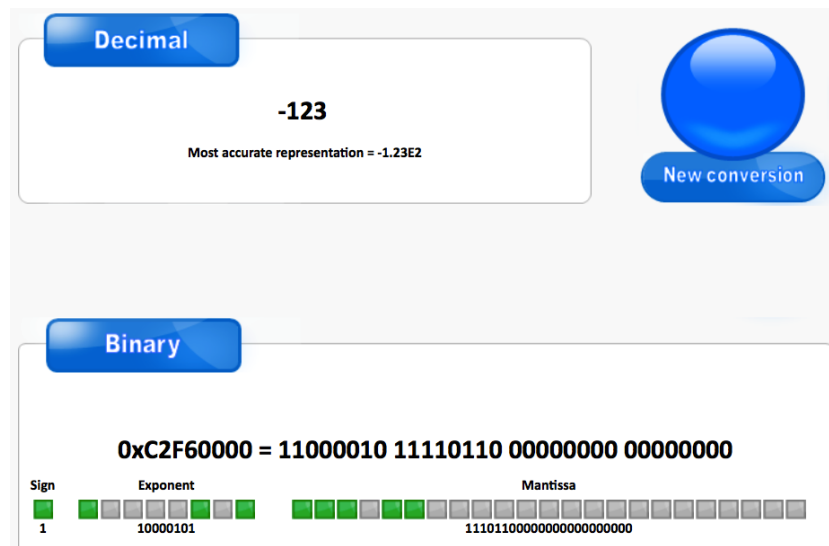 Decimal
-123
Most accurate representation = -1.23E2
New conversion
Binary
0xC2F60000 = 11000010 11110110 00000000 00000000
Sign Exponent Mantissa
1 10000101 11101100000000000000000